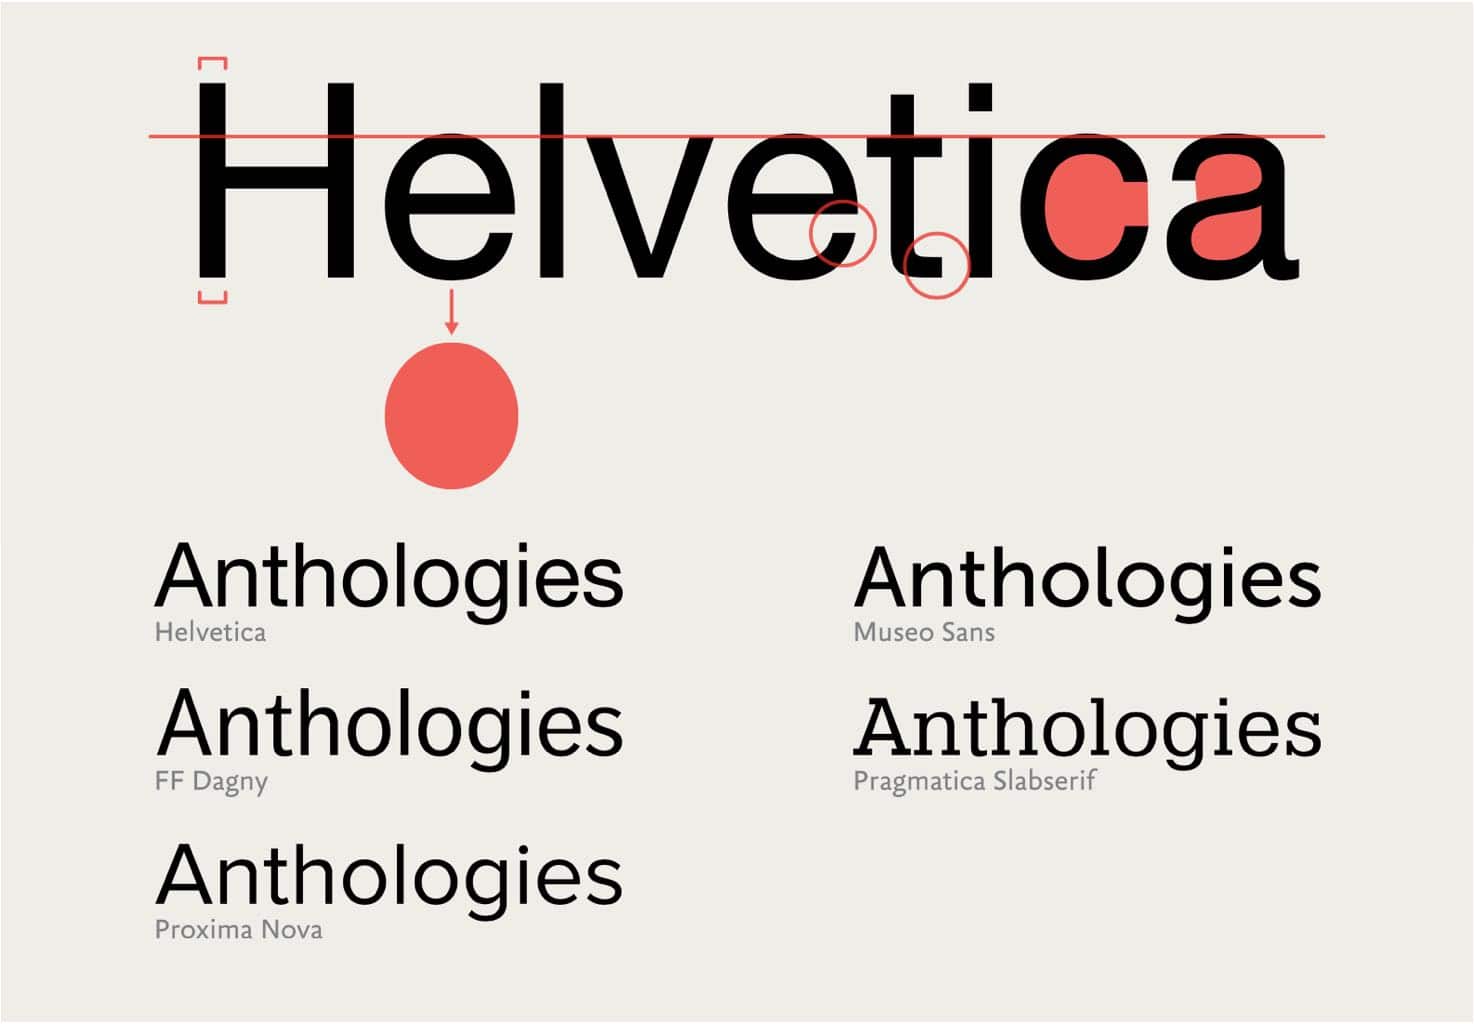 Helvetica
Anthologies
Helvetica
Anthologies
FF Dagny
Anthologies
Proxima Nova
Anthologies
Museo Sans
Anthologies
Pragmatica Slabserif